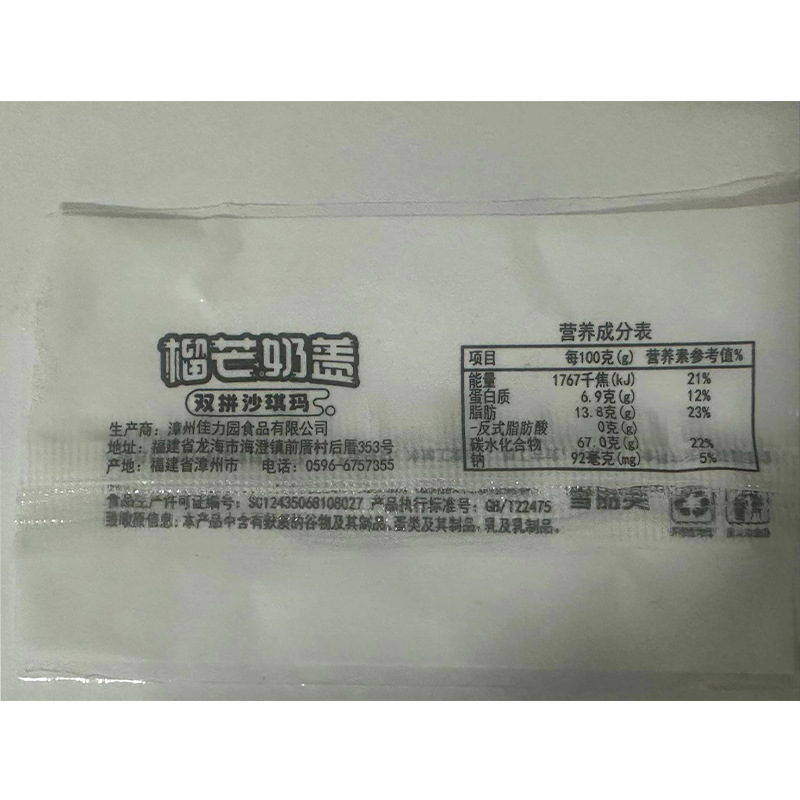 榴芒奶盖
双拼沙琪玛
生产商：漳州佳力园食品有限公司
地址：福建省龙海市海澄镇前厝村后厝353号
产地：福建省漳州市 电话：0596-6757355
食品生产许可证编号：SC12435068108027 产品执行标准号：GB/T22475
致敏原信息：本产品中含有麸质的谷物及其制品、蛋类及其制品、乳及乳制品。
营养成分表
项目 每100克(g) 营养素参考值%
能量 1767千焦(kJ) 21%
蛋白质 6.9克(g) 12%
脂肪 13.8克(g) 23%
-反式脂肪酸 0克(g)
碳水化合物 67.0克(g) 22%
钠 92毫克(mg) 5%